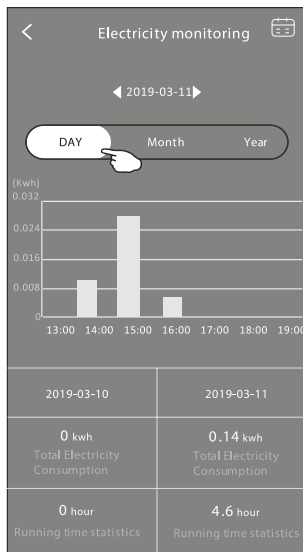 Electricity monitoring
2019-03-11
DAY Month Year
(Kwh)
0.032
0.024
0.016
0.008
0
13:00 14:00 15:00 16:00 17:00 18:00 19:00
2019-03-10 2019-03-11
0 kwh 0.14 kwh
Total Electricity Total Electricity
Consumption Consumption
0 hour 4.6 hour
Running time statistics Running time statistics